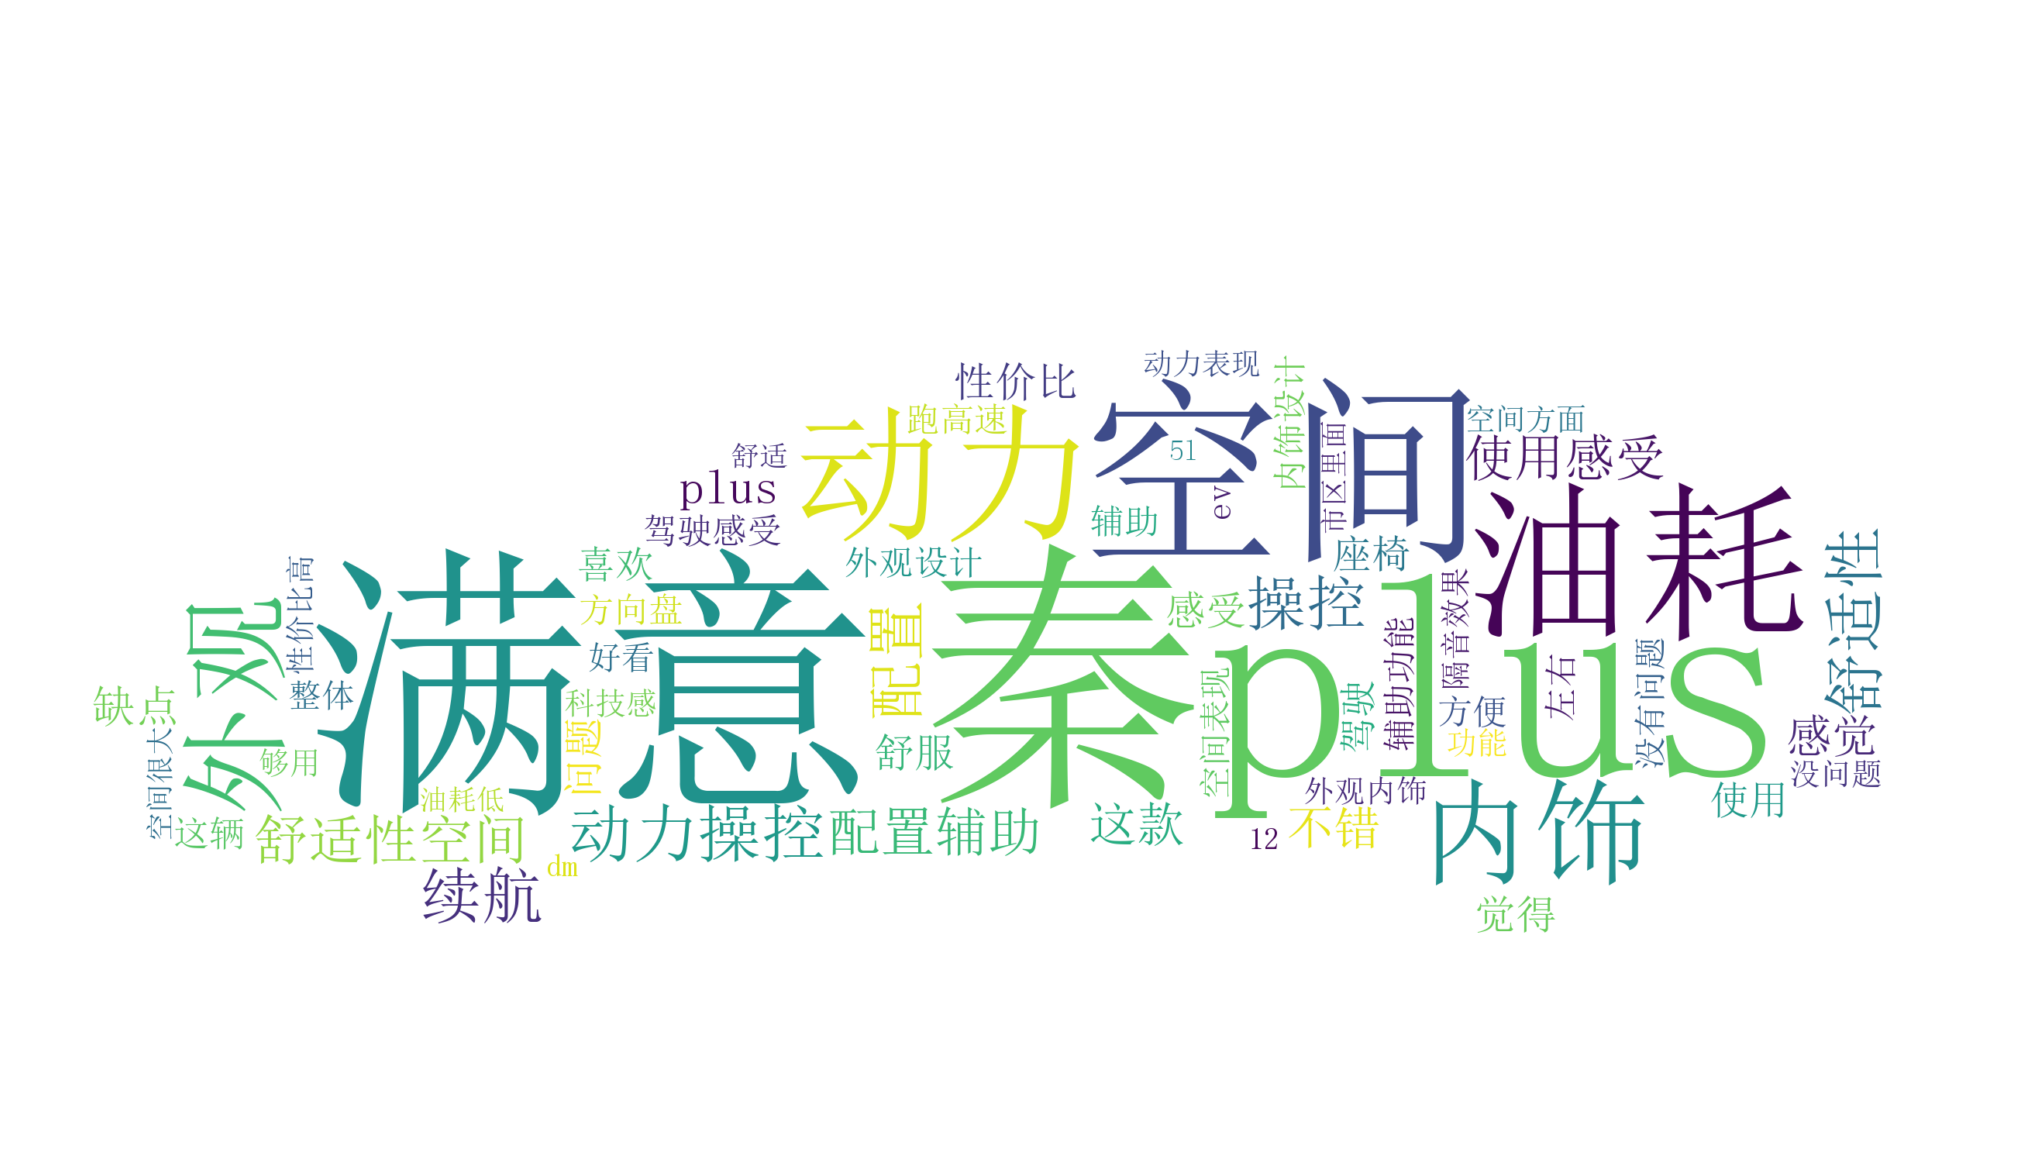 动力表现
性价比
空间
内饰设计
跑高速
动力
空间方面
51
市区里面
使用感受
舒适
plus
ev
油耗
辅助
驾驶感受
座椅
舒适性
喜欢
外观设计
性价比高
满意
秦plus
方向盘
配置
感受
操控
隔音效果
外观
好看
辅助功能
左右
没有问题
整体
科技感
空间表现
驾驶
方便
缺点
问题
舒服
功能
感觉
空间很大
够用
没问题
油耗低
外观内饰
内饰
使用
这辆
舒适性空间
动力操控
配置辅助
这款
12
不错
dm
续航
觉得